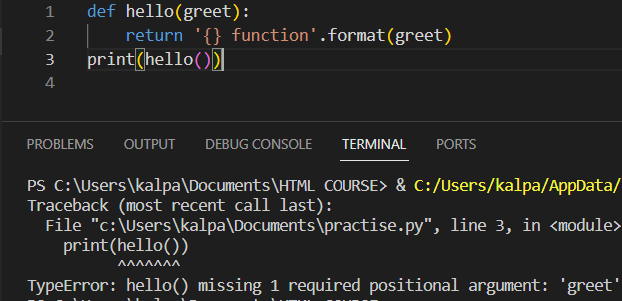 1 def hello(greet):
2     return '{} function'.format(greet)
3 print(hello())
4
PROBLEMS OUTPUT DEBUG CONSOLE TERMINAL PORTS
PS C:\Users\kalpa\Documents\HTML COURSE> & C:/Users/kalpa/AppData/
Traceback (most recent call last):
  File "c:\Users\kalpa\Documents\practise.py", line 3, in <module>
    print(hello())
          ^^^^^^^
TypeError: hello() missing 1 required positional argument: 'greet'